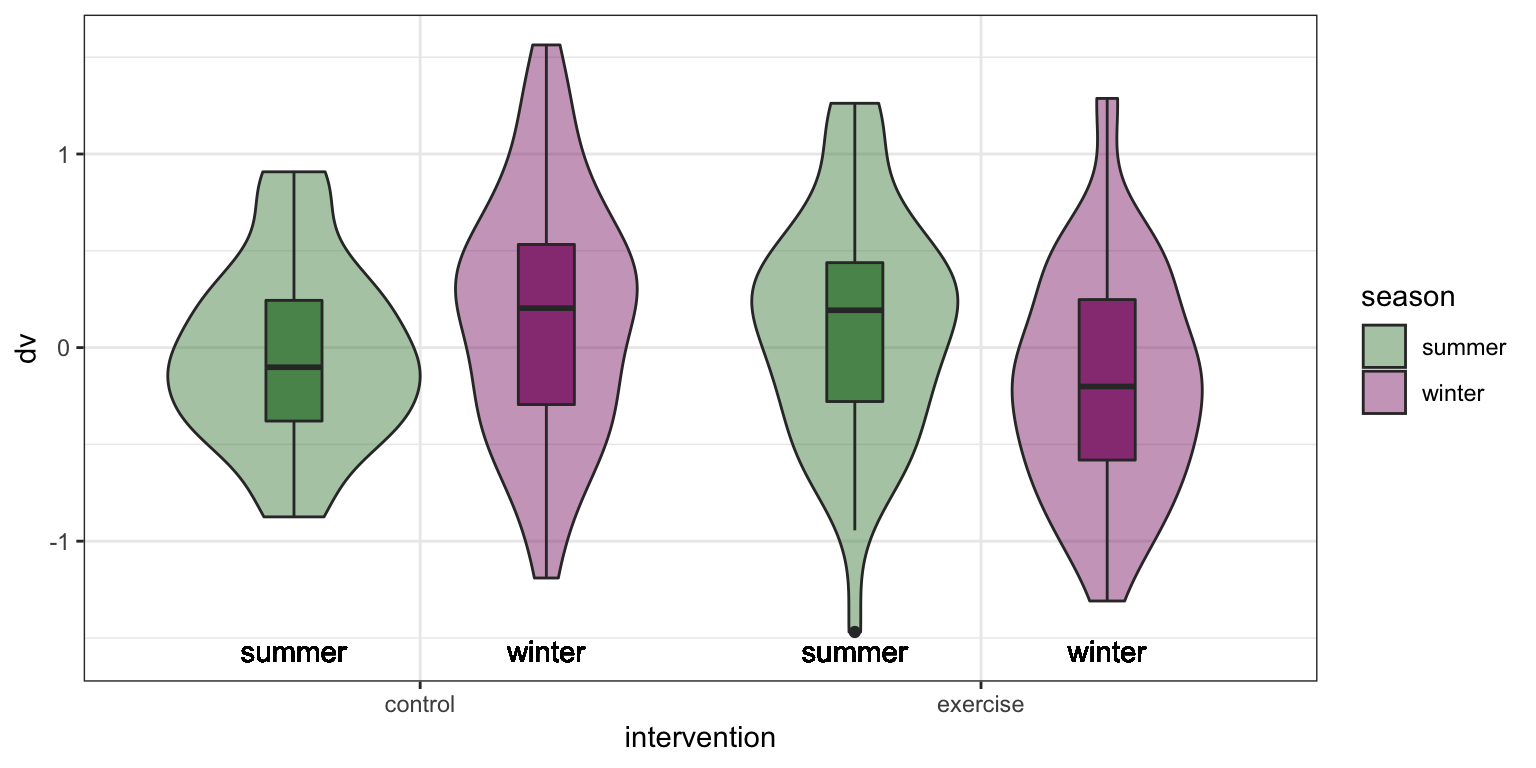 1
0
-1
dv
summer
winter
summer
winter
control
exercise
intervention
season
summer
winter